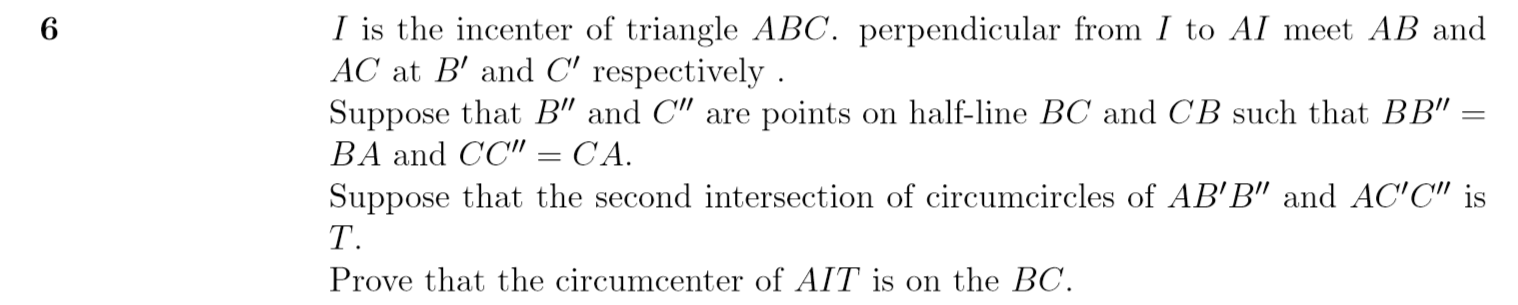 6 I is the incenter of triangle ABC. perpendicular from I to AI meet AB and
AC at B′ and C′ respectively .
Suppose that B″ and C″ are points on half-line BC and CB such that BB″ =
BA and CC″ = CA.
Suppose that the second intersection of circumcircles of AB′B″ and AC′C″ is
T.
Prove that the circumcenter of AIT is on the BC.